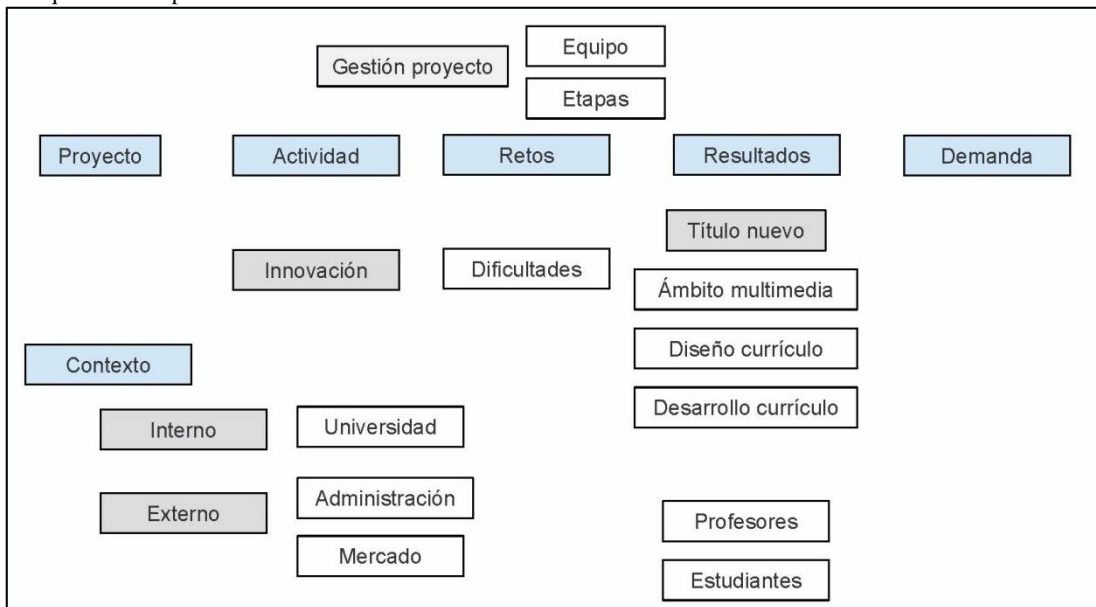 Equipo
Gestión proyecto
Etapas
Proyecto
Actividad
Retos
Resultados
Demanda
Título nuevo
Innovación
Dificultades
Ámbito multimedia
Diseño currículo
Contexto
Desarrollo currículo
Interno
Universidad
Administración
Externo
Profesores
Mercado
Estudiantes